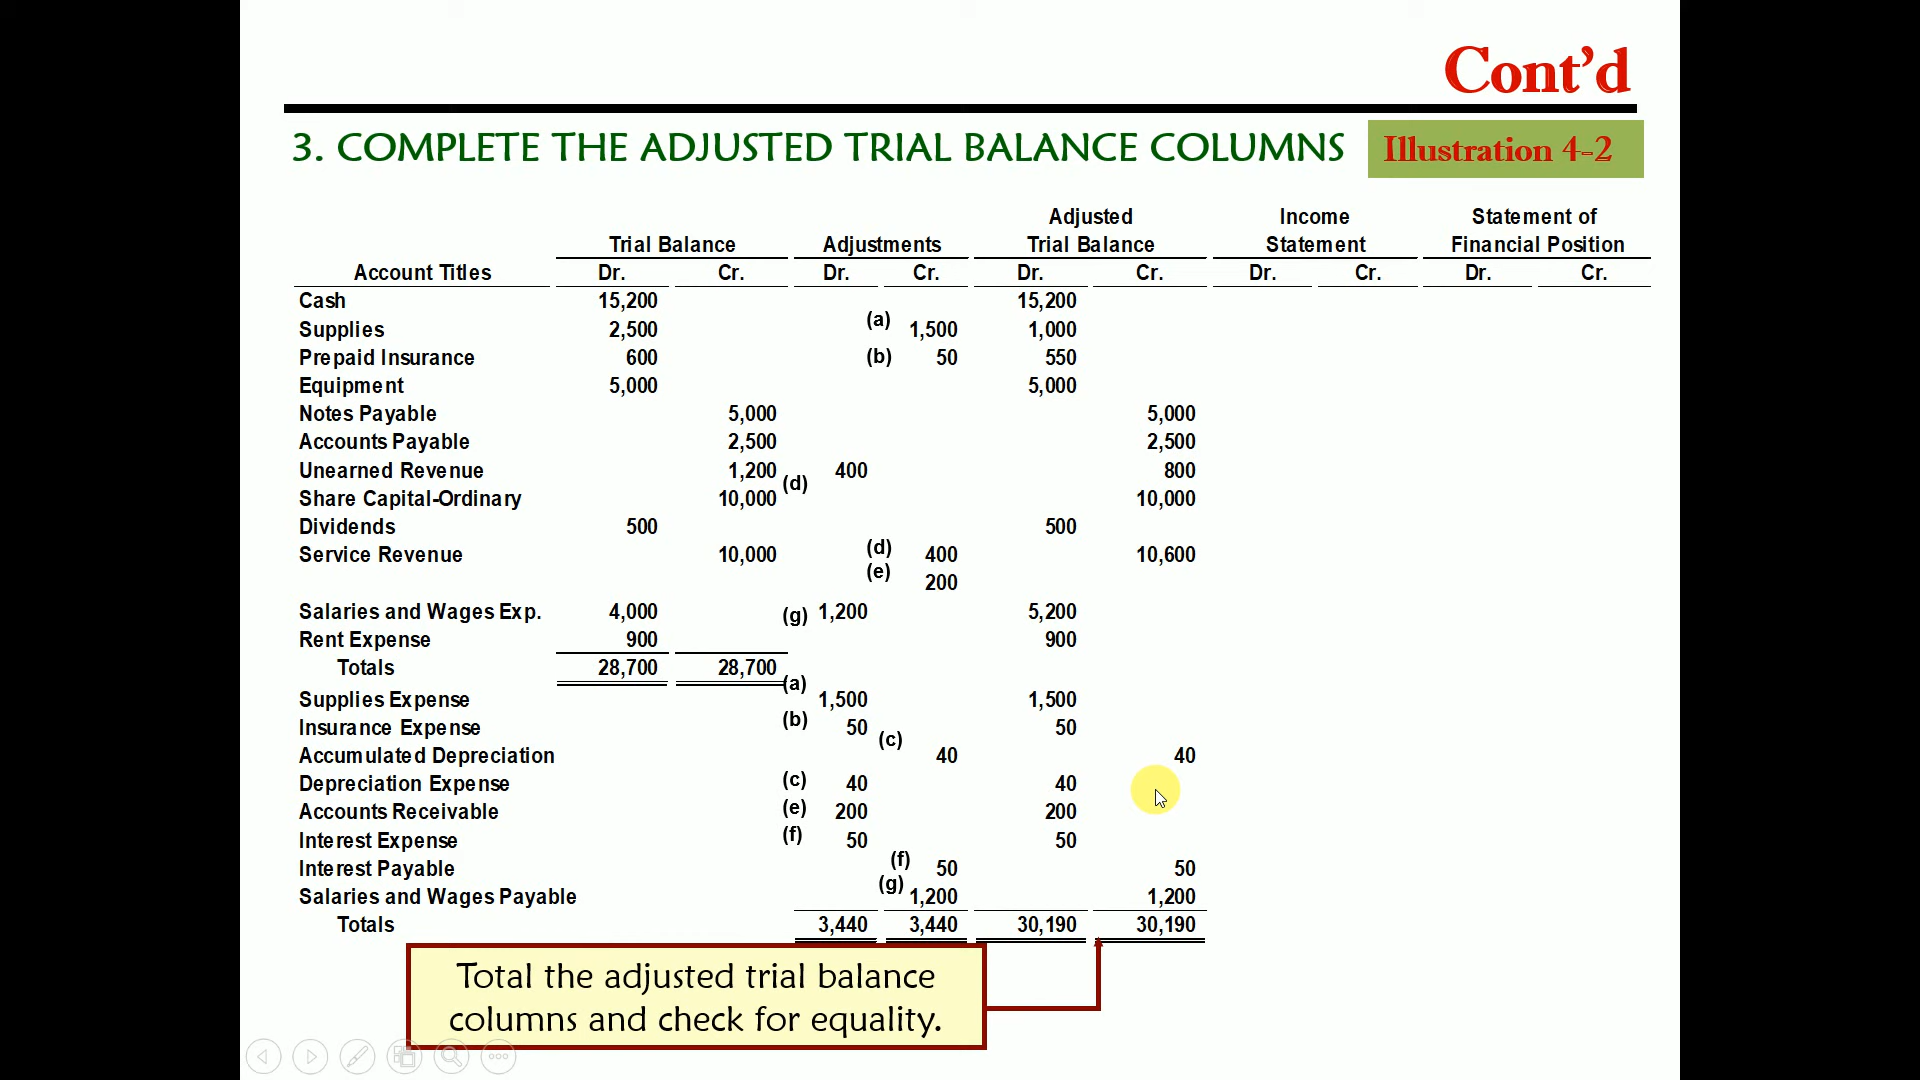 Cont'd
3. COMPLETE THE ADJUSTED TRIAL BALANCE COLUMNS Illustration 4-2
Adjusted Income Statement of
Trial Balance Adjustments Trial Balance Statement Financial Position
Account Titles Dr. Cr. Dr. Cr. Dr. Cr. Dr. Cr. Dr. Cr.
Cash 15,200 15,200
Supplies 2,500 (a) 1,500 1,000
Prepaid Insurance 600 (b) 50 550
Equipment 5,000 5,000
Notes Payable 5,000 5,000
Accounts Payable 2,500 2,500
Unearned Revenue 1,200 (d) 400 800
Share Capital-Ordinary 10,000 10,000
Dividends 500 500
Service Revenue 10,000 (d) 400 10,600
(e) 200
Salaries and Wages Exp. 4,000 (g) 1,200 5,200
Rent Expense 900 900
Totals 28,700 28,700
Supplies Expense (a) 1,500 1,500
Insurance Expense (b) 50 50
Accumulated Depreciation (c) 40 40
Depreciation Expense (c) 40 40
Accounts Receivable (e) 200 200
Interest Expense (f) 50 50
Interest Payable (f) 50 50
Salaries and Wages Payable (g) 1,200 1,200
Totals 3,440 3,440 30,190 30,190
Total the adjusted trial balance
columns and check for equality.